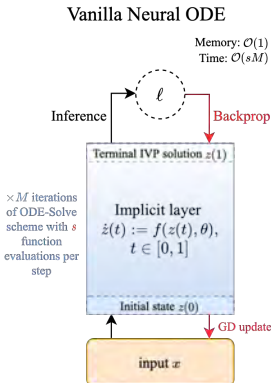 Vanilla Neural ODE
Memory: 𝒪(1)
Time: 𝒪(sM)
ℓ
Inference
Backprop
Terminal IVP solution z(1)
×M iterations
of ODE-Solve
scheme with s
function
evaluations per
step
Implicit layer
ż(t) := f(z(t), θ),
t ∈ [0, 1]
Initial state z(0)
GD update
input x